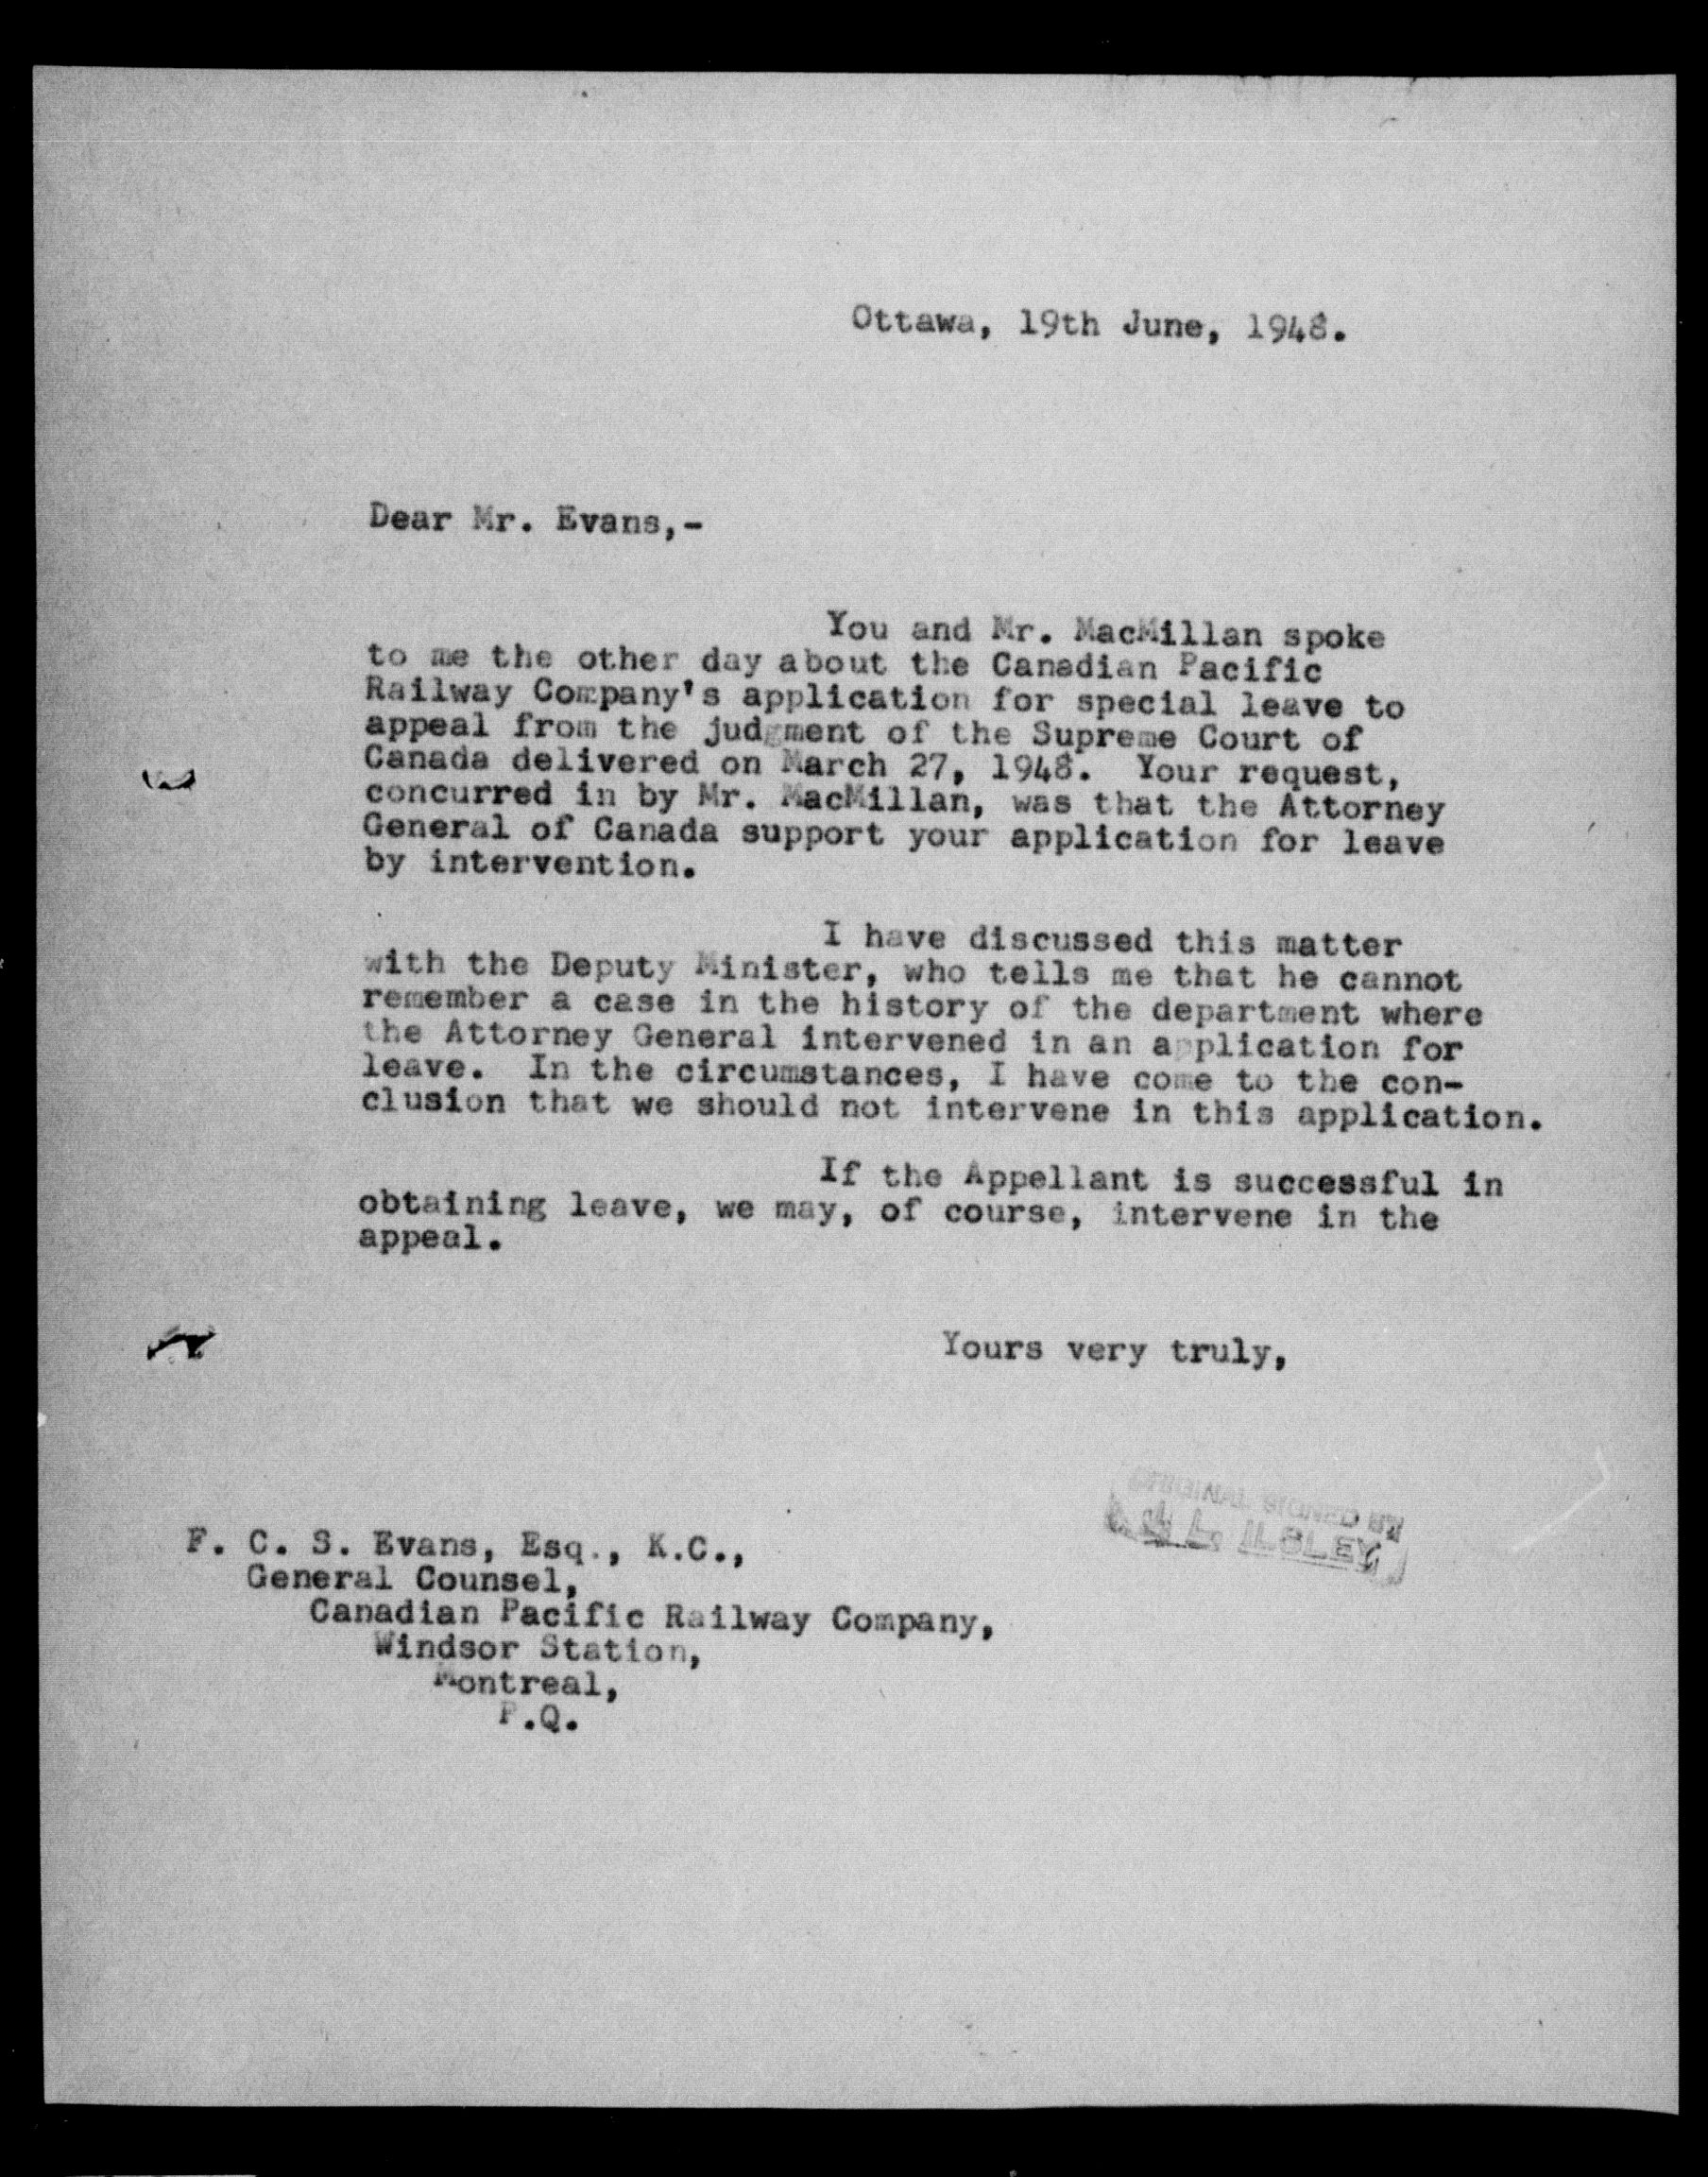 Ottawa, 19th June, 1948.
Dear Mr. Evans,-
You and Mr. MacMillan spoke
to me the other day about the Canadian Pacific
Railway Company's application for special leave to
appeal from the judgment of the Supreme Court of
Canada delivered on March 27, 1948. Your request,
concurred in by Mr. MacMillan, was that the Attorney
General of Canada support your application for leave
by intervention.
I have discussed this matter
with the Deputy Minister, who tells me that he cannot
remember a case in the history of the department where
the Attorney General intervened in an application for
leave. In the circumstances, I have come to the con-
clusion that we should not intervene in this application.
If the Appellant is successful in
obtaining leave, we may, of course, intervene in the
appeal.
Yours very truly,
ORIGINAL SIGNED BY
J. L. ILSLEY
F. C. S. Evans, Esq., K.C.,
General Counsel,
Canadian Pacific Railway Company,
Windsor Station,
Montreal,
P.Q.